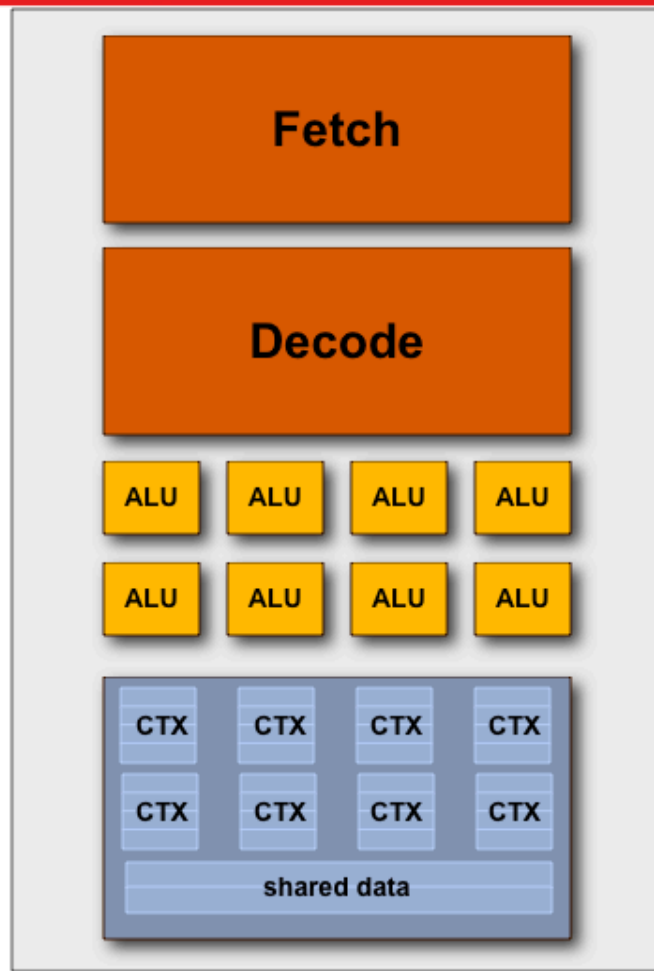 Fetch
Decode
ALU ALU ALU ALU
ALU ALU ALU ALU
CTX CTX CTX CTX
CTX CTX CTX CTX
shared data